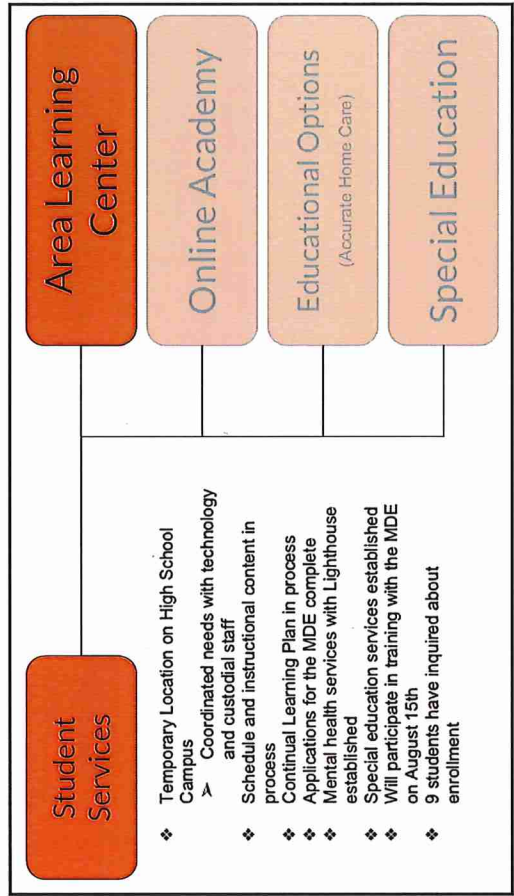 Student
Services
Area Learning
Center
Online Academy
Educational Options
(Accurate Home Care)
Special Education
❖ Temporary Location on High School
Campus
➢ Coordinated needs with technology
and custodial staff
❖ Schedule and instructional content in
process
❖ Continual Learning Plan in process
❖ Applications for the MDE complete
❖ Mental health services with Lighthouse
established
❖ Special education services established
❖ Will participate in training with the MDE
on August 15th
❖ 9 students have inquired about
enrollment